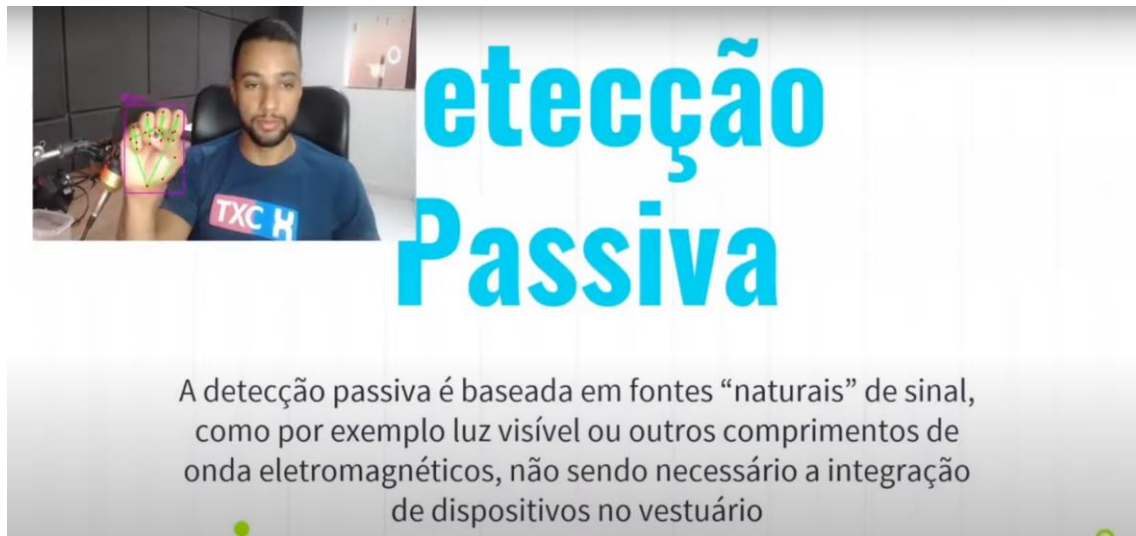 etecção
Passiva
TXC
A detecção passiva é baseada em fontes “naturais” de sinal,
como por exemplo luz visível ou outros comprimentos de
onda eletromagnéticos, não sendo necessário a integração
de dispositivos no vestuário